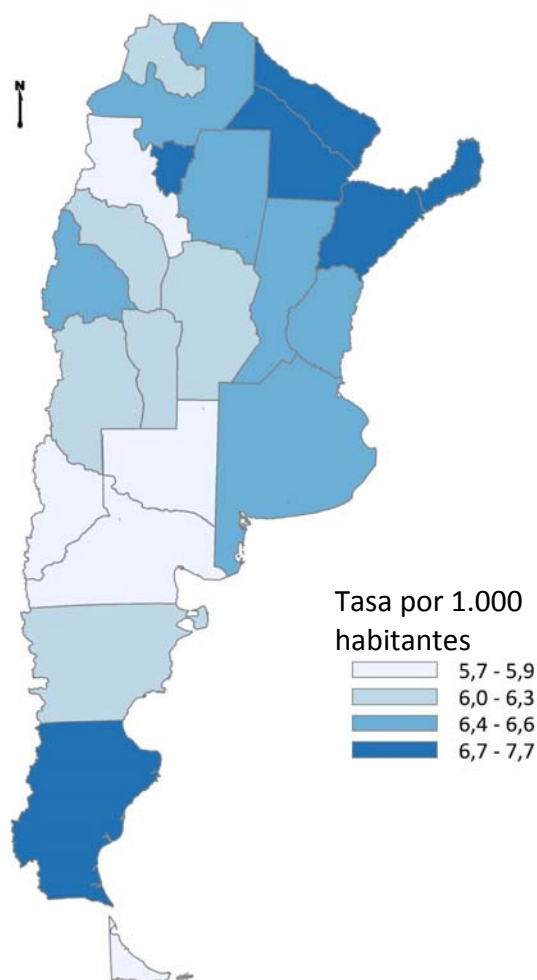 N
Tasa por 1.000
habitantes
5,7 - 5,9
6,0 - 6,3
6,4 - 6,6
6,7 - 7,7